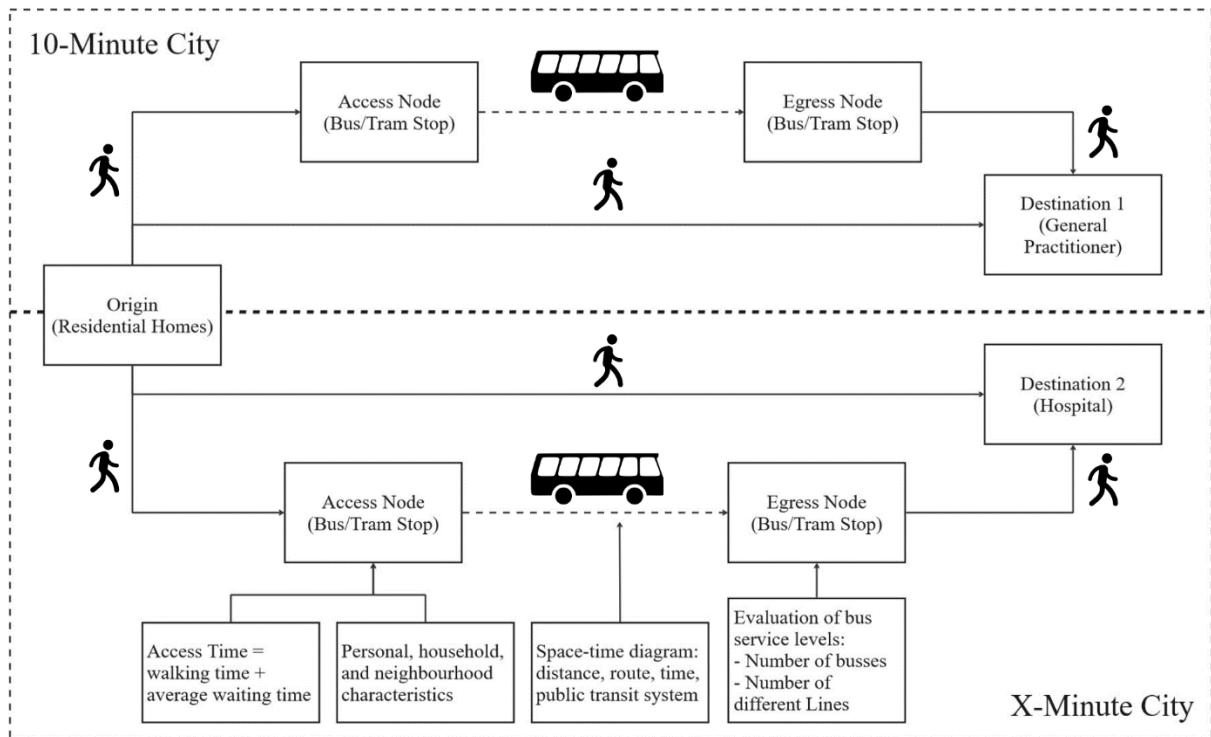 10-Minute City
Access Node
(Bus/Tram Stop)
Egress Node
(Bus/Tram Stop)
Destination 1
(General
Practitioner)
Origin
(Residential Homes)
Destination 2
(Hospital)
Access Node
(Bus/Tram Stop)
Egress Node
(Bus/Tram Stop)
Access Time =
walking time +
average waiting time
Personal, household,
and neighbourhood
characteristics
Space-time diagram:
distance, route, time,
public transit system
Evaluation of bus
service levels:
- Number of busses
- Number of
different Lines
X-Minute City